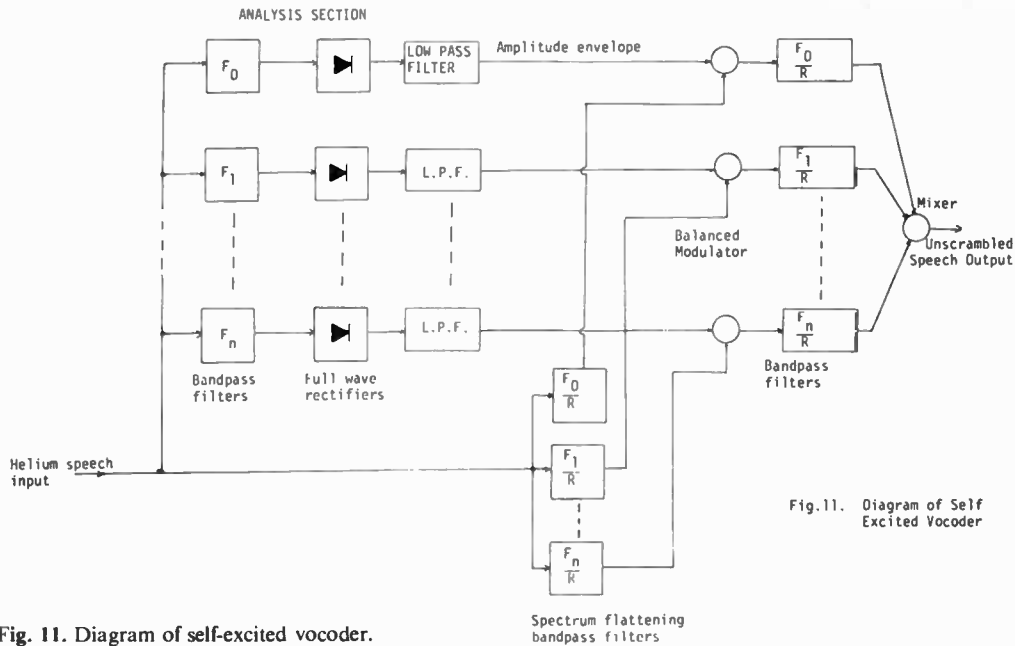 ANALYSIS SECTION
F0
LOW PASS
FILTER
Amplitude envelope
F0
R
F1
L.P.F.
F1
R
Balanced
Modulator
Mixer
Unscrambled
Speech Output
Fn
L.P.F.
Fn
R
Bandpass
filters
Full wave
rectifiers
Bandpass
filters
F0
R
Helium speech
input
F1
R
Fn
R
Fig.11. Diagram of Self
Excited Vocoder
Spectrum flattening
bandpass filters
Fig. 11. Diagram of self-excited vocoder.